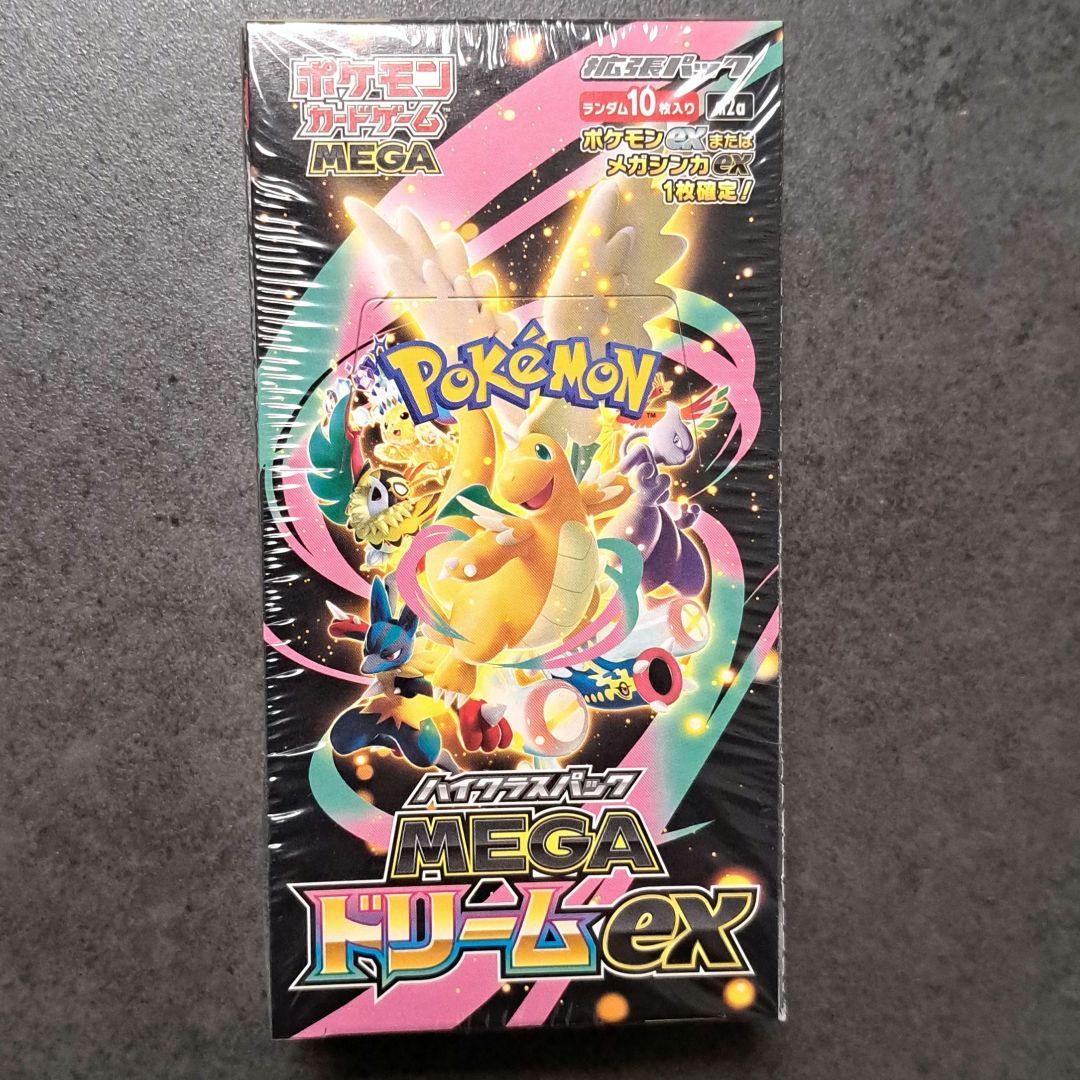 ポケモン
カードゲーム™
MEGA
拡張パック
ランダム10枚入り M2a
ポケモンexまたは
メガシンカex
1枚確定!
POKÉMON™
ハイクラスパック
MEGA
ドリームex